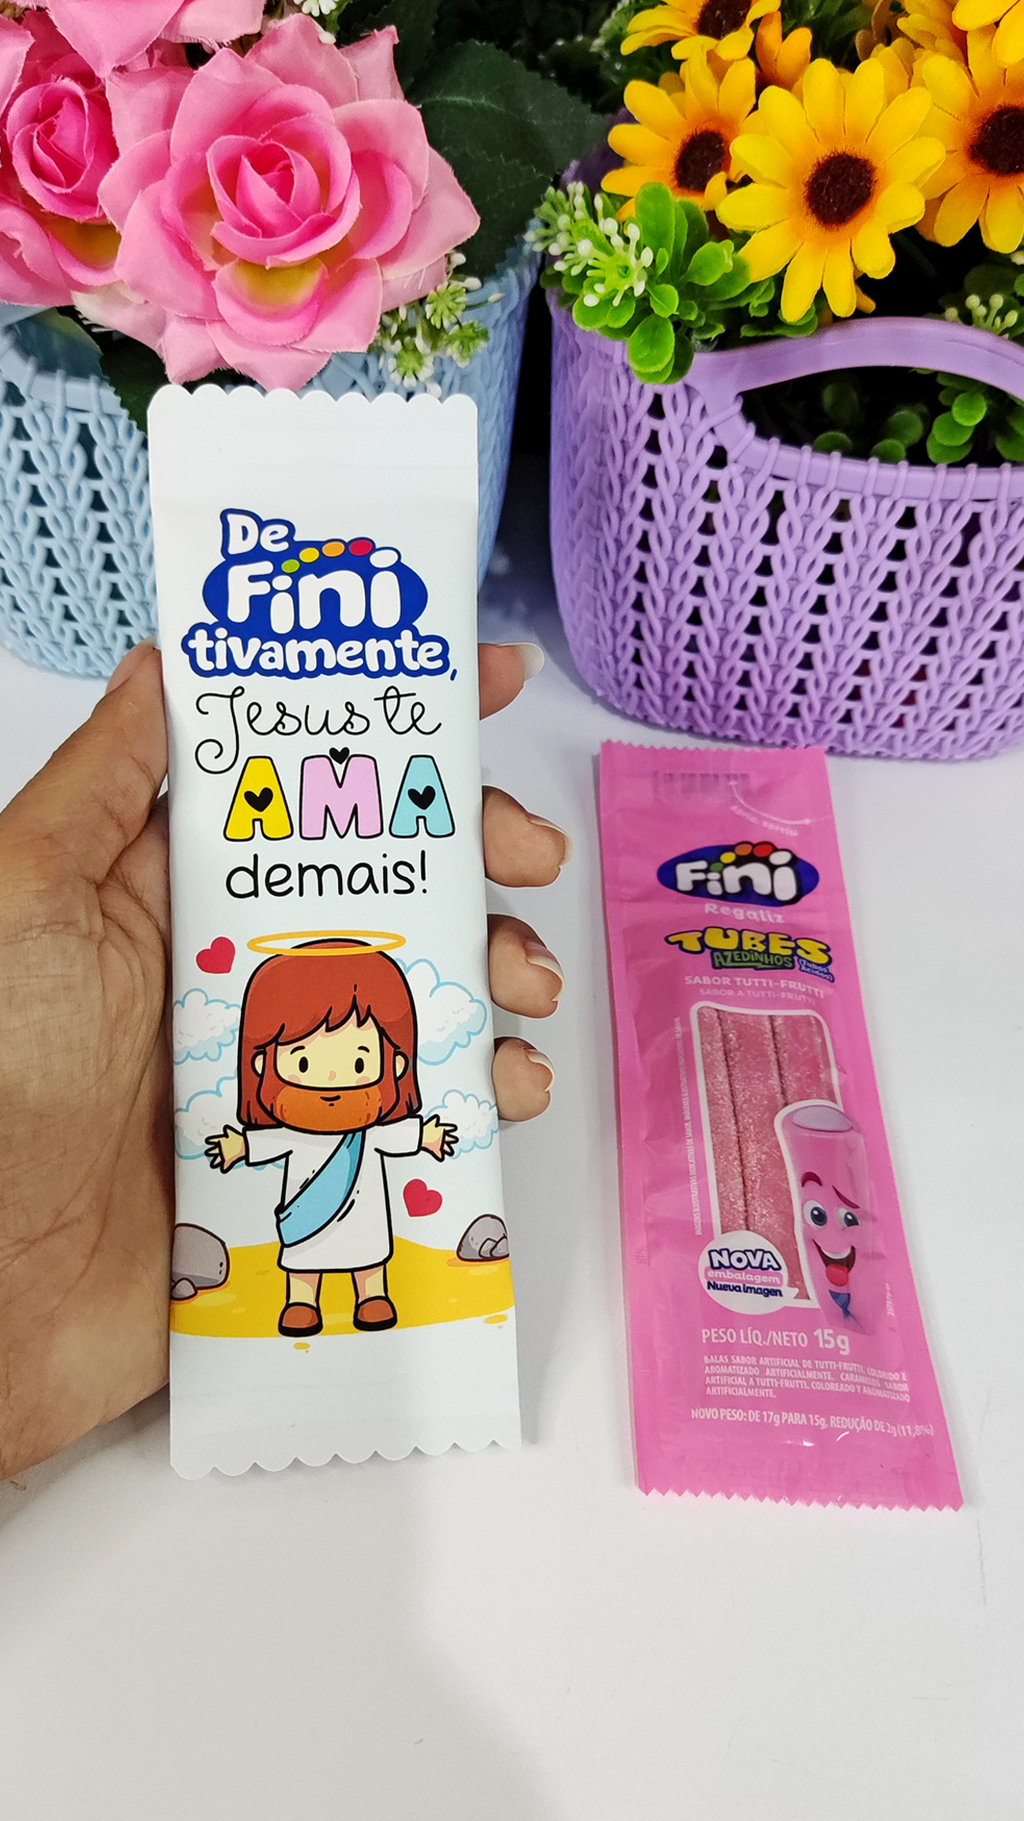 De
Fini
tivamente,
Jesus te
AMA
demais!
Fini
Regaliz
TUBES
AZEDINHOS
SABOR TUTTI-FRUTTI
SABOR A TUTTI-FRUTTI
NOVA
embalagem
Nueva imagen
PESO LÍQ./NETO 15g
BALAS SABOR ARTIFICIAL DE TUTTI-FRUTTI, COLORIDO E
AROMATIZADO ARTIFICIALMENTE. CARAMELOS SABOR
ARTIFICIAL A TUTTI-FRUTTI, COLOREADO Y AROMATIZADO
ARTIFICIALMENTE.
NOVO PESO: DE 17g PARA 15g, REDUÇÃO DE 2g (11,8%)